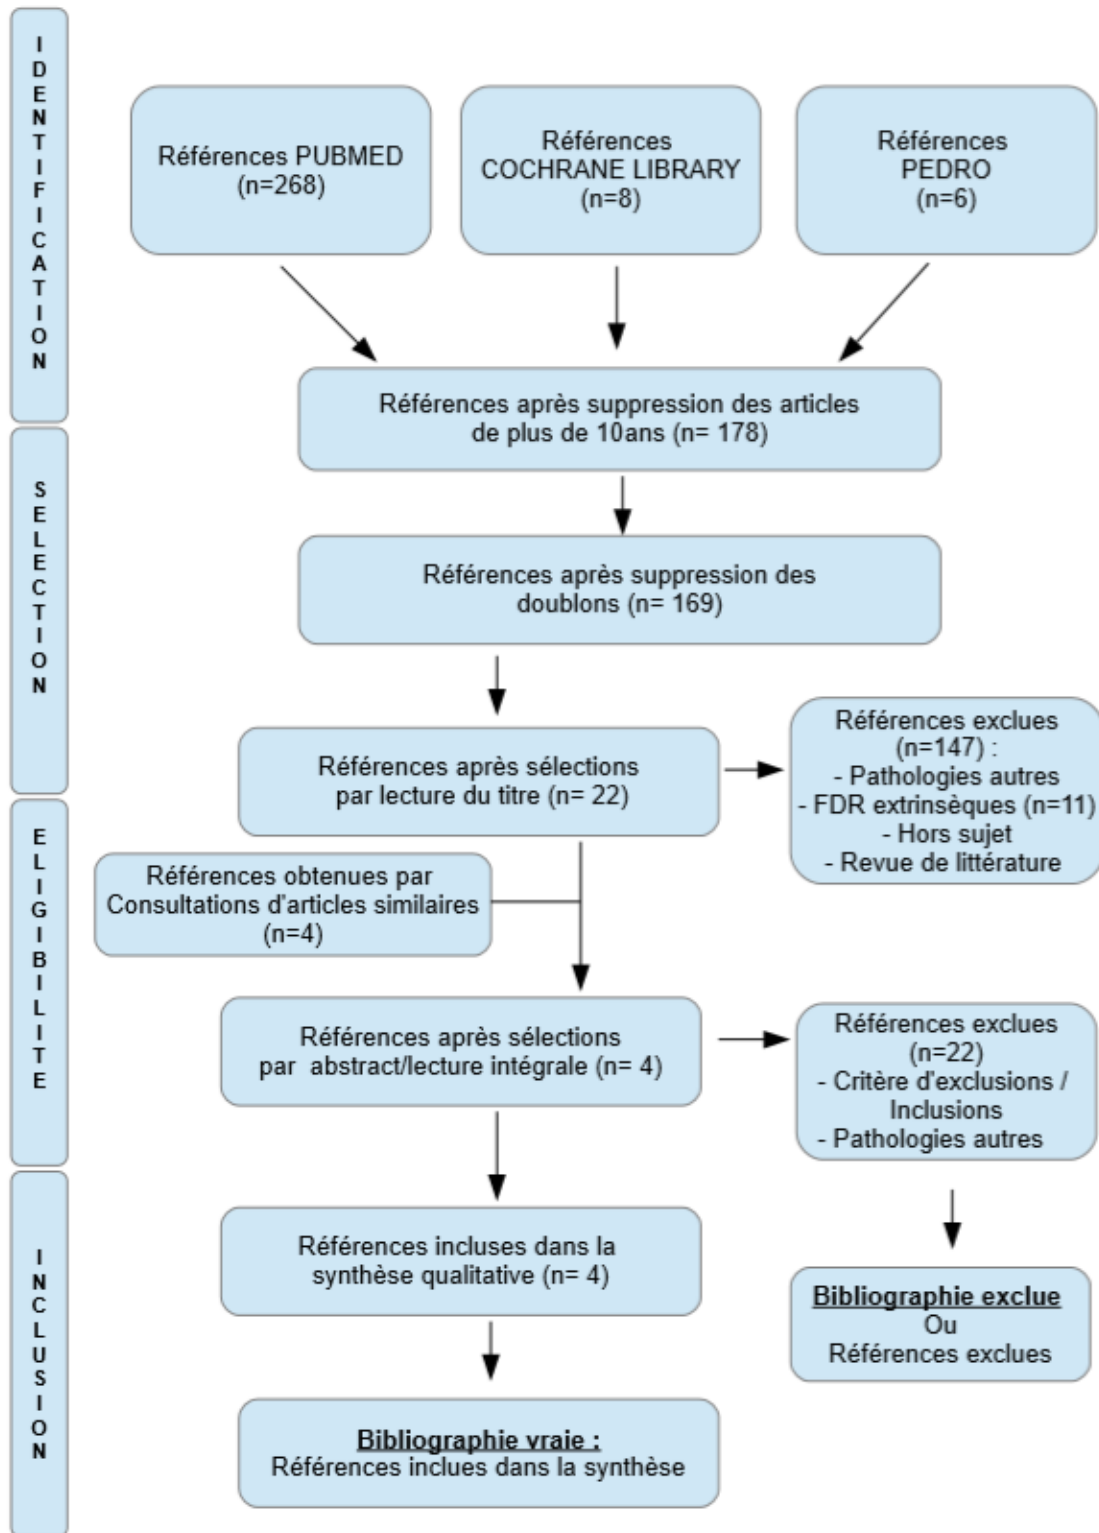 IDENTIFICATION
Références PUBMED
(n=268)
Références
COCHRANE LIBRARY
(n=8)
Références
PEDRO
(n=6)
Références après suppression des articles
de plus de 10ans (n= 178)
SELECTION
Références après suppression des
doublons (n= 169)
Références après sélections
par lecture du titre (n= 22)
Références exclues
(n=147) :
- Pathologies autres
- FDR extrinsèques (n=11)
- Hors sujet
- Revue de littérature
ELIGIBILITE
Références obtenues par
Consultations d'articles similaires
(n=4)
Références après sélections
par abstract/lecture intégrale (n= 4)
Références exclues
(n=22)
- Critère d'exclusions /
Inclusions
- Pathologies autres
INCLUSION
Références incluses dans la
synthèse qualitative (n= 4)
Bibliographie exclue
Ou
Références exclues
Bibliographie vraie :
Références inclues dans la synthèse